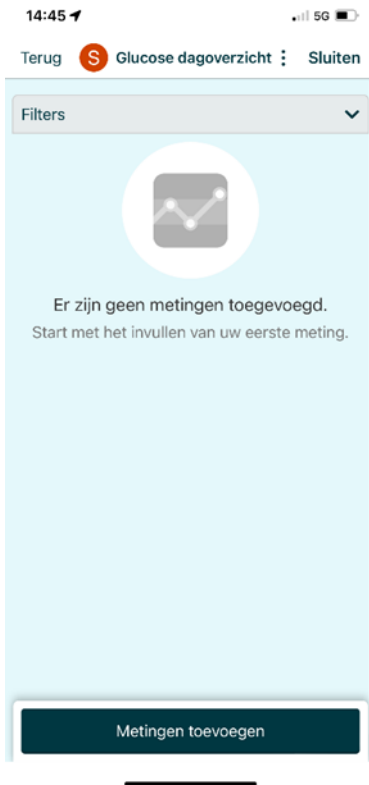 14:45
5G
Terug S Glucose dagoverzicht Sluiten
Filters
Er zijn geen metingen toegevoegd.
Start met het invullen van uw eerste meting.
Metingen toevoegen